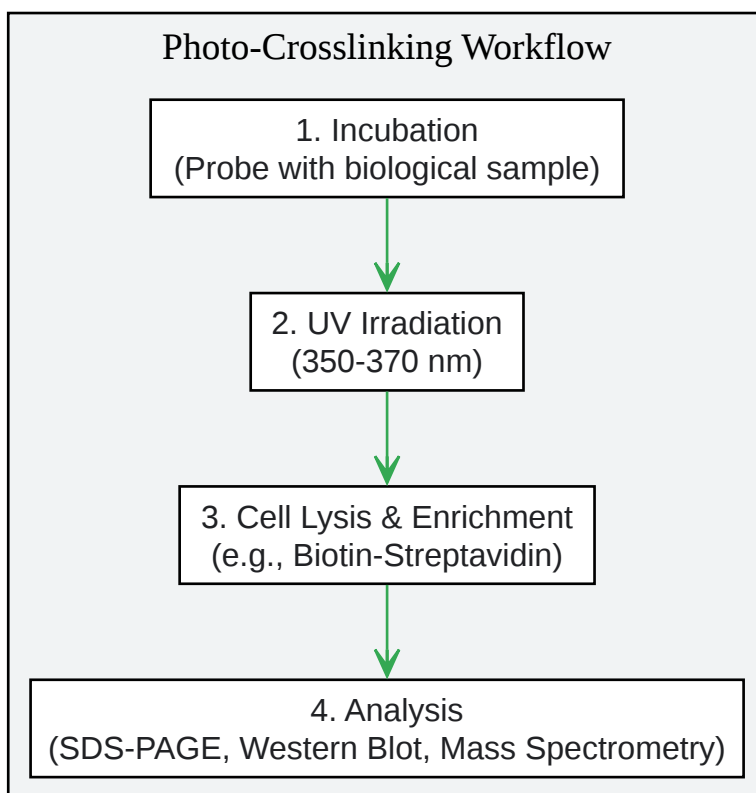 Photo-Crosslinking Workflow
1. Incubation
(Probe with biological sample)
2. UV Irradiation
(350-370 nm)
3. Cell Lysis & Enrichment
(e.g., Biotin-Streptavidin)
4. Analysis
(SDS-PAGE, Western Blot, Mass Spectrometry)